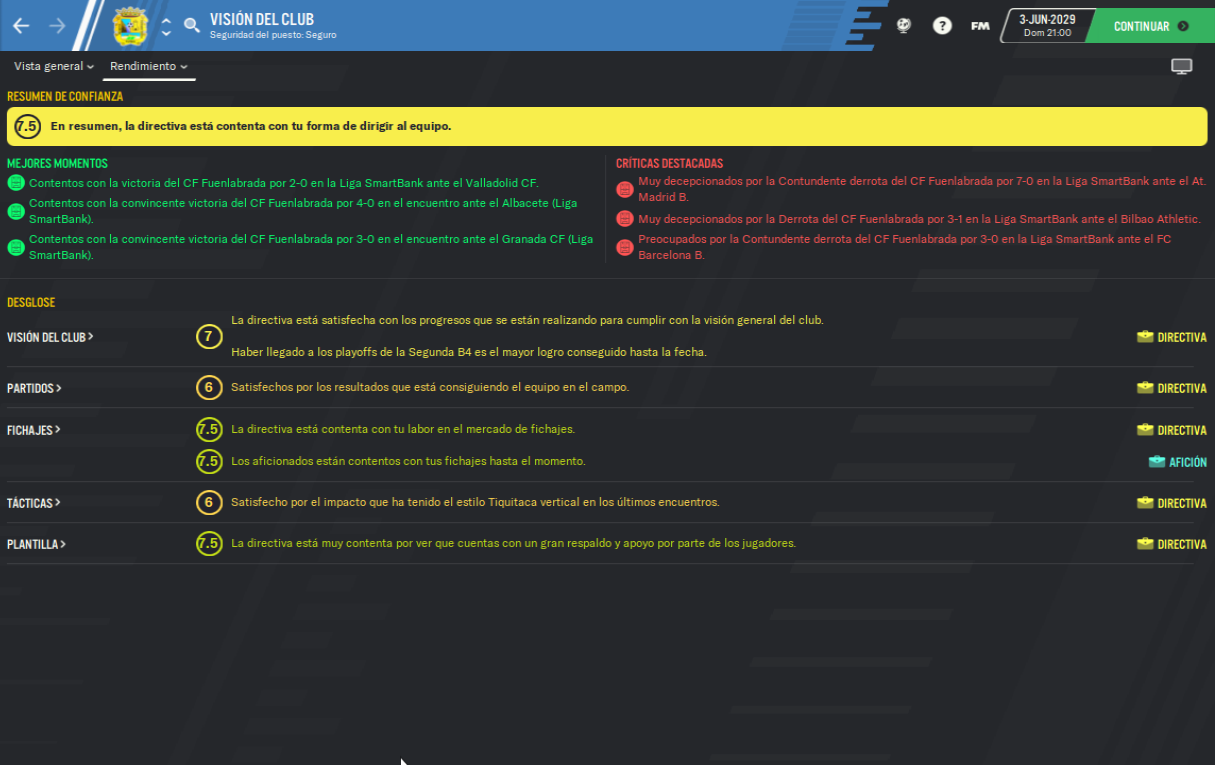 VISIÓN DEL CLUB
Seguridad del puesto: Seguro
FM
3-JUN-2029
Dom 21:00
CONTINUAR
Vista general
Rendimiento
RESUMEN DE CONFIANZA
7.5 En resumen, la directiva está contenta con tu forma de dirigir al equipo.
MEJORES MOMENTOS
Contentos con la victoria del CF Fuenlabrada por 2-0 en la Liga SmartBank ante el Valladolid CF.
Contentos con la convincente victoria del CF Fuenlabrada por 4-0 en el encuentro ante el Albacete (Liga
SmartBank).
Contentos con la convincente victoria del CF Fuenlabrada por 3-0 en el encuentro ante el Granada CF (Liga
SmartBank).
CRÍTICAS DESTACADAS
Muy decepcionados por la Contundente derrota del CF Fuenlabrada por 7-0 en la Liga SmartBank ante el At.
Madrid B.
Muy decepcionados por la Derrota del CF Fuenlabrada por 3-1 en la Liga SmartBank ante el Bilbao Athletic.
Preocupados por la Contundente derrota del CF Fuenlabrada por 3-0 en la Liga SmartBank ante el FC
Barcelona B.
DESGLOSE
VISIÓN DEL CLUB
7
La directiva está satisfecha con los progresos que se están realizando para cumplir con la visión general del club.
Haber llegado a los playoffs de la Segunda B4 es el mayor logro conseguido hasta la fecha.
DIRECTIVA
PARTIDOS
6 Satisfechos por los resultados que está consiguiendo el equipo en el campo.
DIRECTIVA
FICHAJES
7.5 La directiva está contenta con tu labor en el mercado de fichajes.
DIRECTIVA
7.5 Los aficionados están contentos con tus fichajes hasta el momento.
AFICIÓN
TÁCTICAS
6 Satisfecho por el impacto que ha tenido el estilo Tiquitaca vertical en los últimos encuentros.
DIRECTIVA
PLANTILLA
7.5 La directiva está muy contenta por ver que cuentas con un gran respaldo y apoyo por parte de los jugadores.
DIRECTIVA